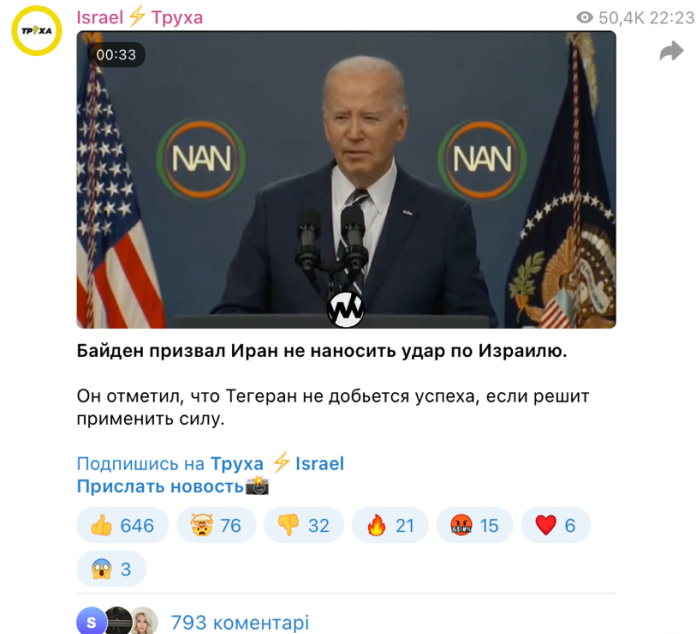 Israel⚡Труха
50,4K 22:23
ТРУХА
00:33
NAN
NAN
Байден призвал Иран не наносить удар по Израилю.
Он отметил, что Тегеран не добьется успеха, если решит
применить силу.
Подпишись на Труха ⚡Israel
Прислать новость📸
👍 646 🤯 76 👎 32 🔥 21 🤬 15 ❤️ 6
😱 3
S
793 коментарі